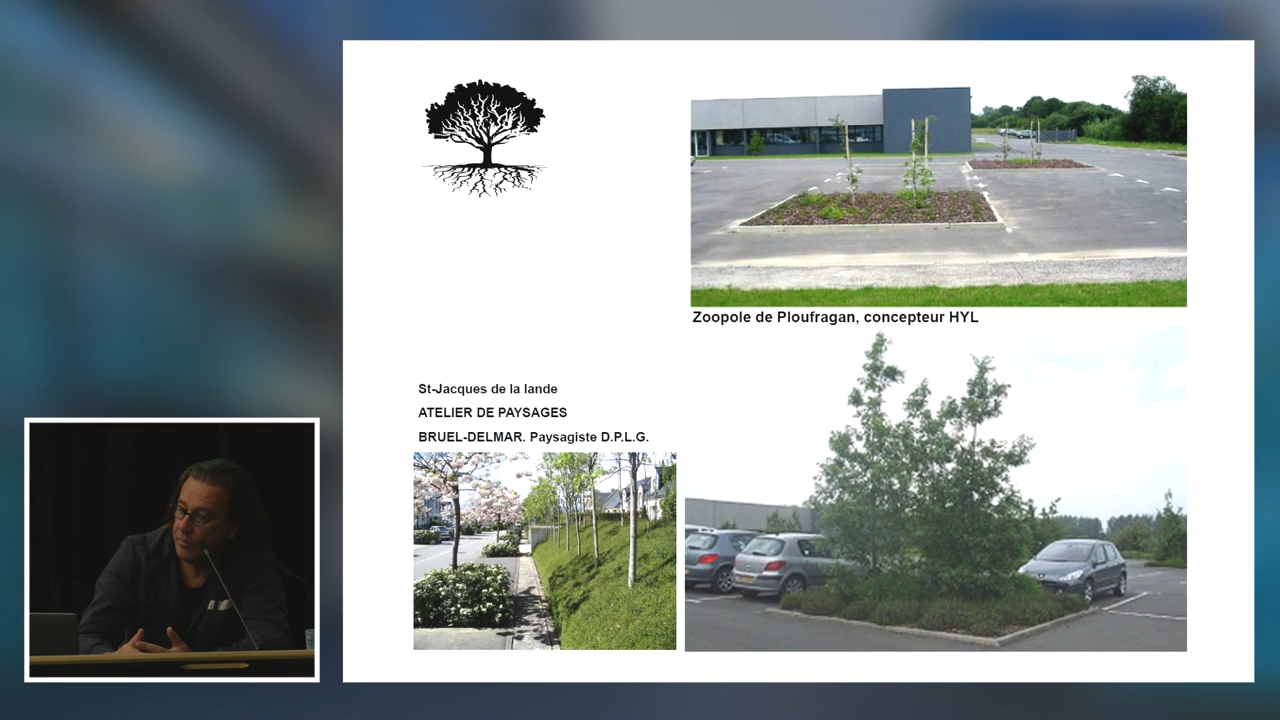 Zoopole de Ploufragan, concepteur HYL
St-Jacques de la lande
ATELIER DE PAYSAGES
BRUEL-DELMAR. Paysagiste D.P.L.G.